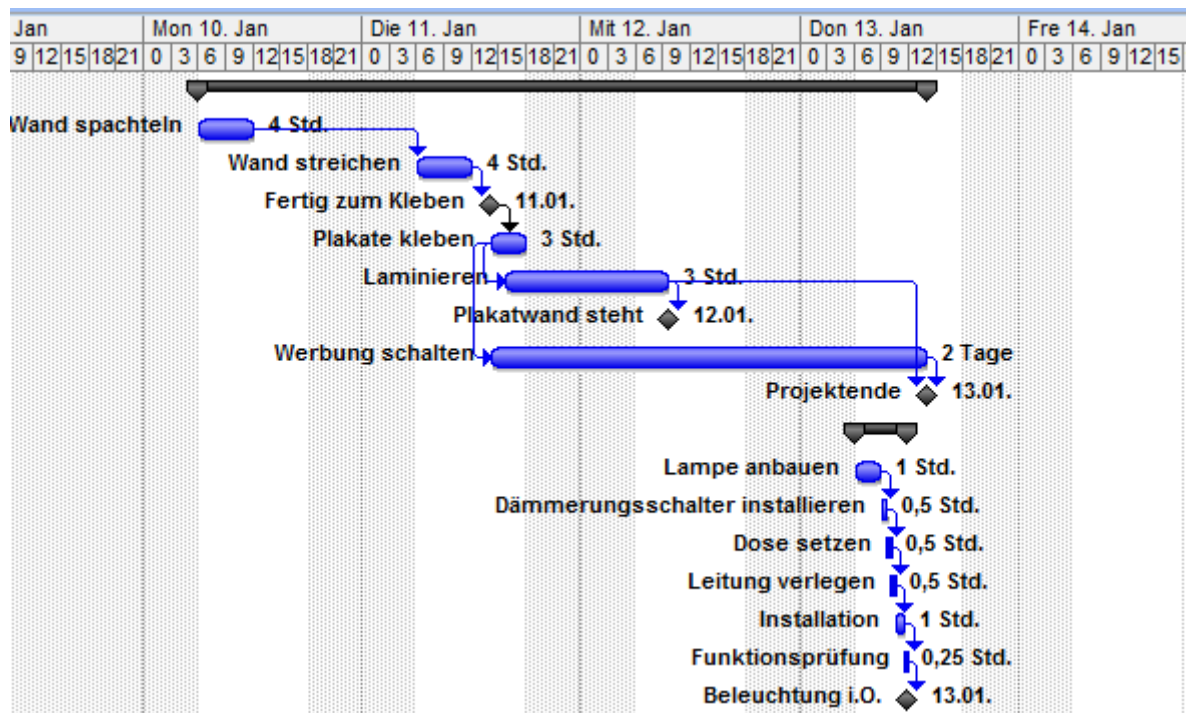 Jan Mon 10. Jan Die 11. Jan Mit 12. Jan Don 13. Jan Fre 14. Jan
9 12 15 18 21 0 3 6 9 12 15 18 21 0 3 6 9 12 15 18 21 0 3 6 9 12 15 18 21 0 3 6 9 12 15 18 21 0 3 6 9 12 15
Wand spachteln 4 Std.
Wand streichen 4 Std.
Fertig zum Kleben 11.01.
Plakate kleben 3 Std.
Laminieren 3 Std.
Plakatwand steht 12.01.
Werbung schalten 2 Tage
Projektende 13.01.
Lampe anbauen 1 Std.
Dämmerungsschalter installieren 0,5 Std.
Dose setzen 0,5 Std.
Leitung verlegen 0,5 Std.
Installation 1 Std.
Funktionsprüfung 0,25 Std.
Beleuchtung i.O. 13.01.